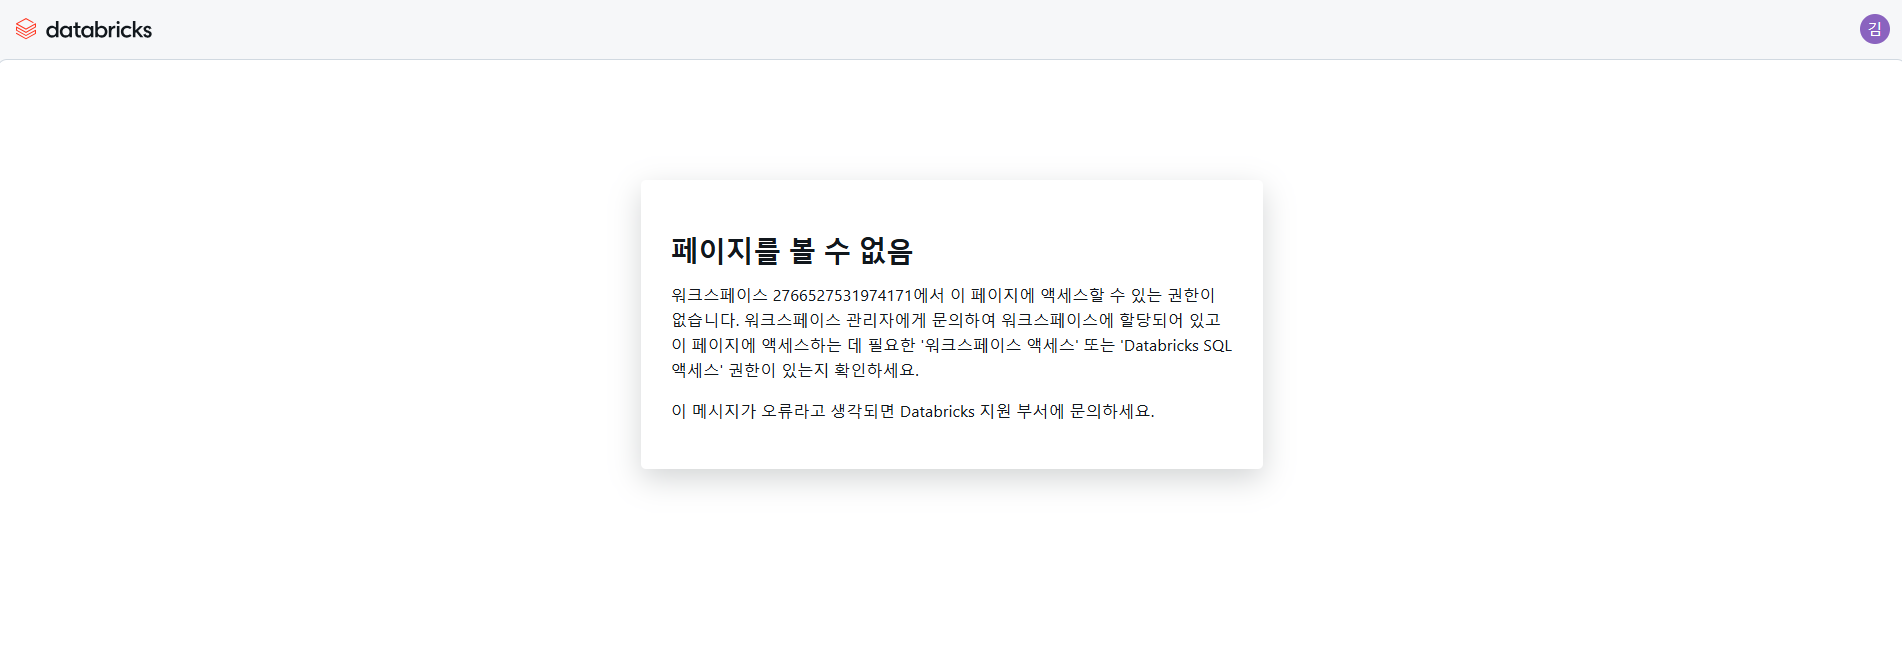 databricks
김
페이지를 볼 수 없음
워크스페이스 2766527531974171에서 이 페이지에 액세스할 수 있는 권한이
없습니다. 워크스페이스 관리자에게 문의하여 워크스페이스에 할당되어 있고
이 페이지에 액세스하는 데 필요한 '워크스페이스 액세스' 또는 'Databricks SQL
액세스' 권한이 있는지 확인하세요.
이 메시지가 오류라고 생각되면 Databricks 지원 부서에 문의하세요.